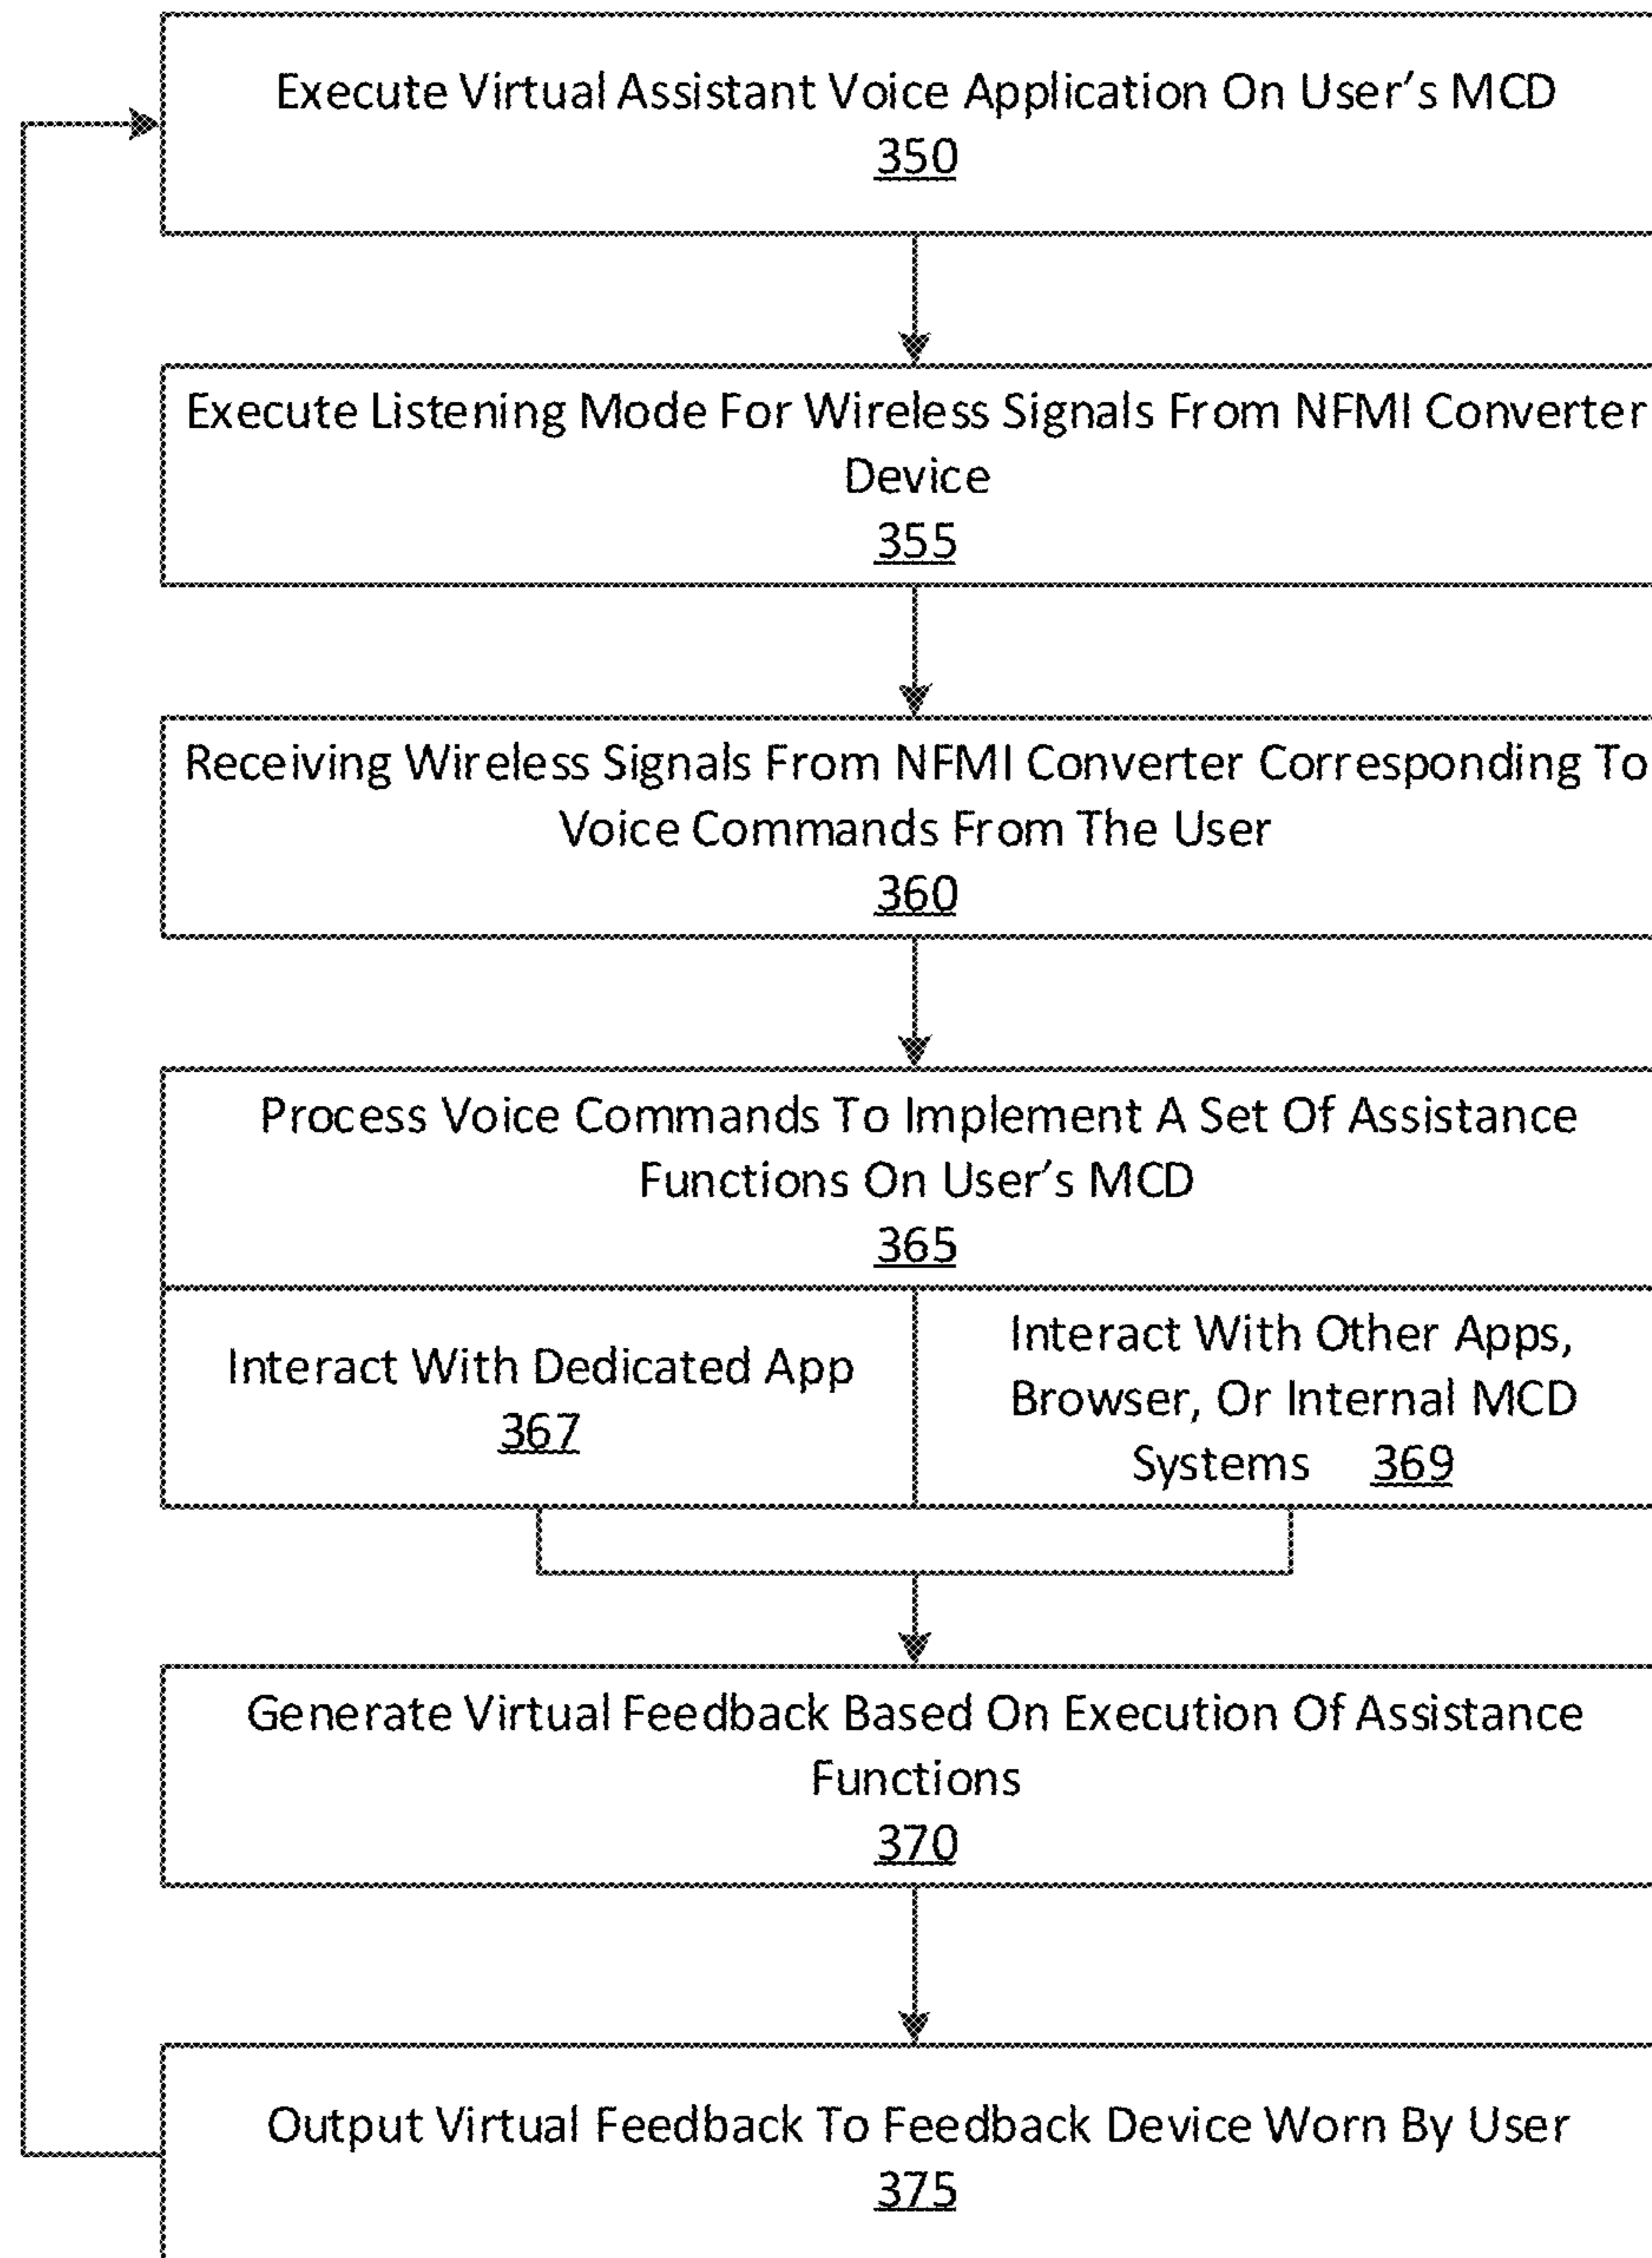 Execute Virtual Assistant Voice Application On User's MCD
350
Execute Listening Mode For Wireless Signals From NFMI Converter
Device
355
Receiving Wireless Signals From NFMI Converter Corresponding To
Voice Commands From The User
360
Process Voice Commands To Implement A Set Of Assistance
Functions On User's MCD
365
Interact With Dedicated App
367
Interact With Other Apps,
Browser, Or Internal MCD
Systems 369
Generate Virtual Feedback Based On Execution Of Assistance
Functions
370
Output Virtual Feedback To Feedback Device Worn By User
375